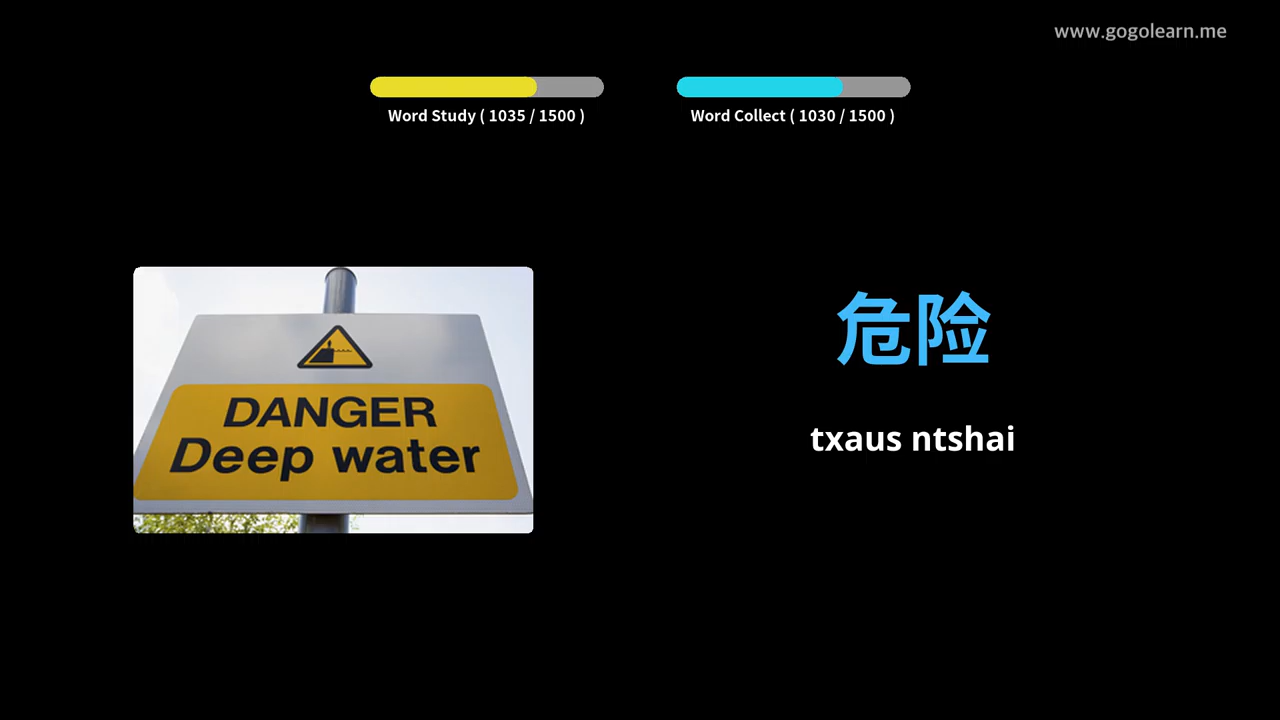 www.gogolearn.me
Word Study ( 1035 / 1500 )
Word Collect ( 1030 / 1500 )
DANGER
Deep water
危险
txaus ntshai